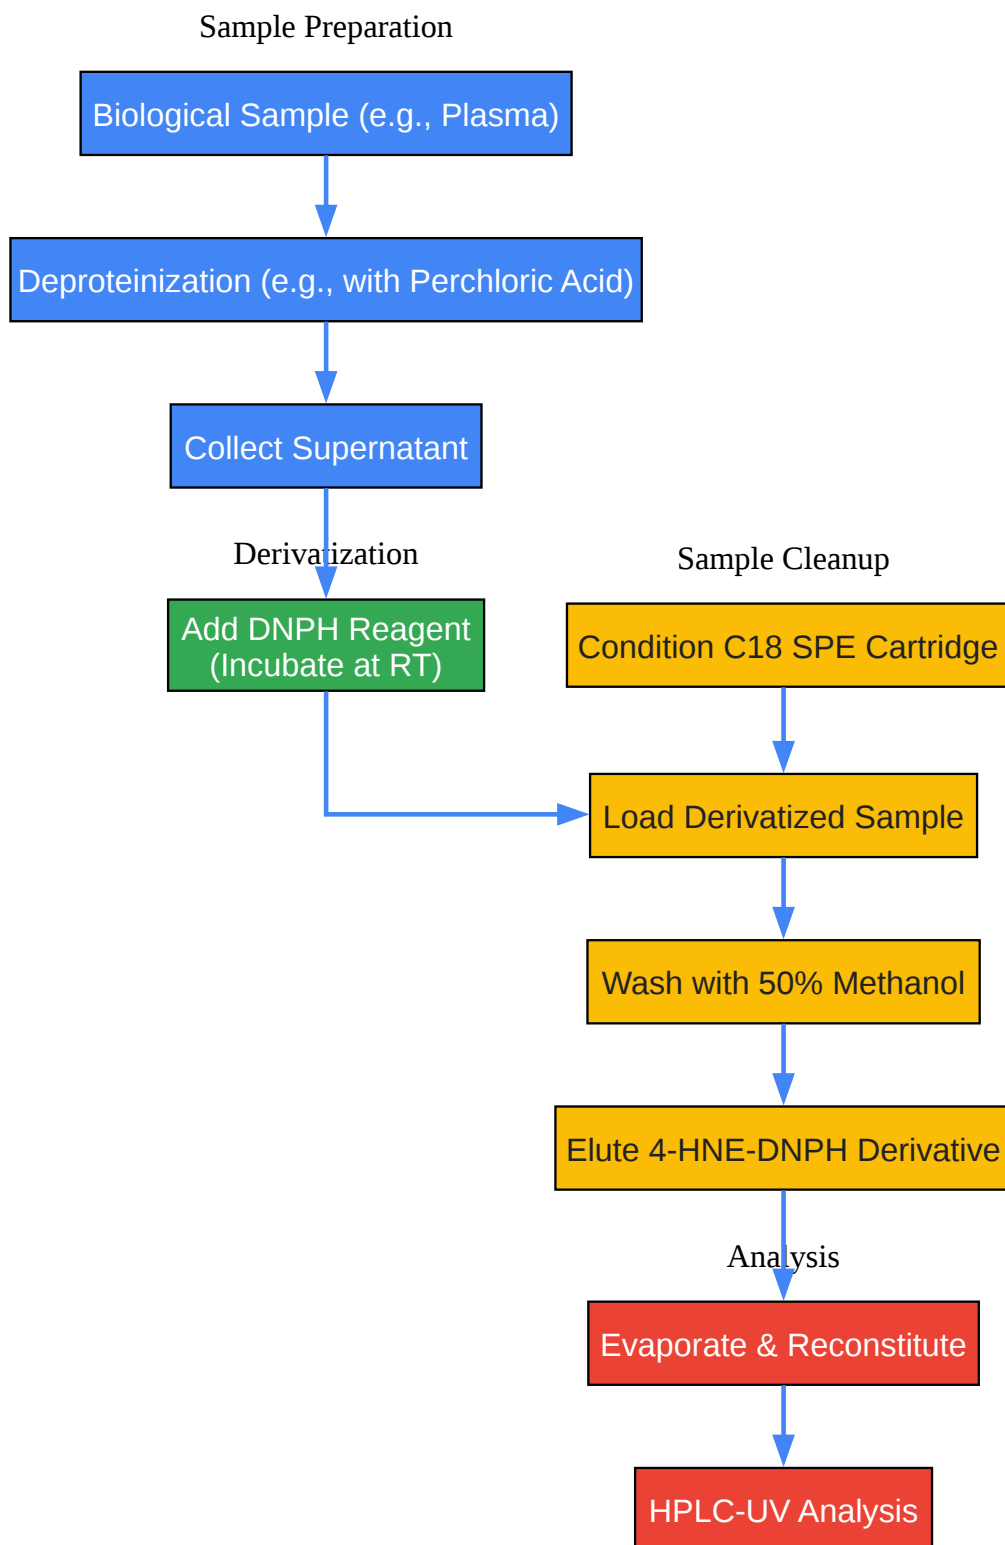 Sample Preparation
Biological Sample (e.g., Plasma)
Deproteinization (e.g., with Perchloric Acid)
Collect Supernatant
Derivatization
Add DNPH Reagent
(Incubate at RT)
Sample Cleanup
Condition C18 SPE Cartridge
Load Derivatized Sample
Wash with 50% Methanol
Elute 4-HNE-DNPH Derivative
Analysis
Evaporate & Reconstitute
HPLC-UV Analysis